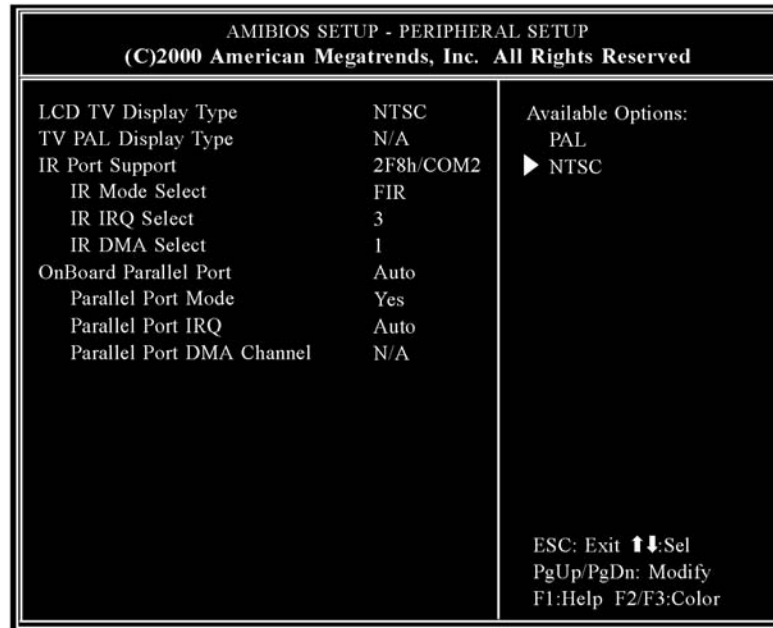 AMIBIOS SETUP - PERIPHERAL SETUP
(C)2000 American Megatrends, Inc. All Rights Reserved
LCD TV Display Type NTSC
TV PAL Display Type N/A
IR Port Support 2F8h/COM2
IR Mode Select FIR
IR IRQ Select 3
IR DMA Select 1
OnBoard Parallel Port Auto
Parallel Port Mode Yes
Parallel Port IRQ Auto
Parallel Port DMA Channel N/A
Available Options:
PAL
▶ NTSC
ESC: Exit ⬆⬇:Sel
PgUp/PgDn: Modify
F1:Help F2/F3:Color